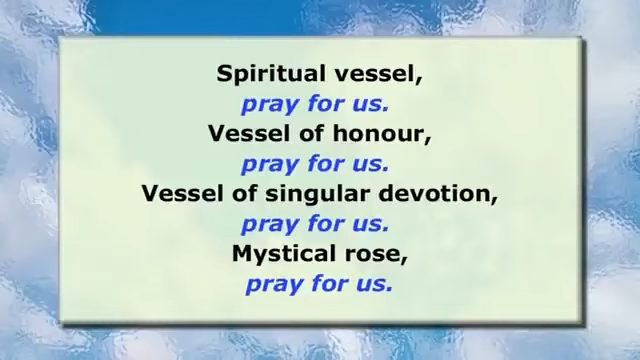 Spiritual vessel,
pray for us.
Vessel of honour,
pray for us.
Vessel of singular devotion,
pray for us.
Mystical rose,
pray for us.